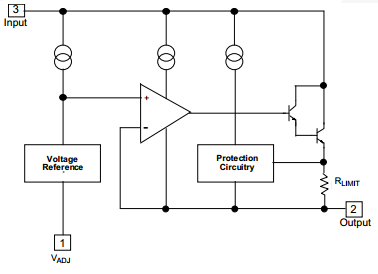 3
Input
+
-
Voltage
Reference
Protection
Circuitry
RLIMIT
2
Output
1
VADJ